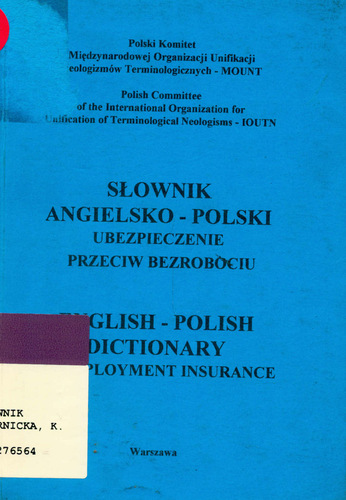 Polski Komitet
Międzynarodowej Organizacji Unifikacji
eologizmów Terminologicznych - MOUNT
Polish Committee
of the International Organization for
nification of Terminological Neologisms - IOUTN
SŁOWNIK
ANGIELSKO - POLSKI
UBEZPIECZENIE
PRZECIW BEZROBOCIU
ENGLISH - POLISH
DICTIONARY
PLOYMENT INSURANCE
WNIK
RNICKA, K.
276564
Warszawa